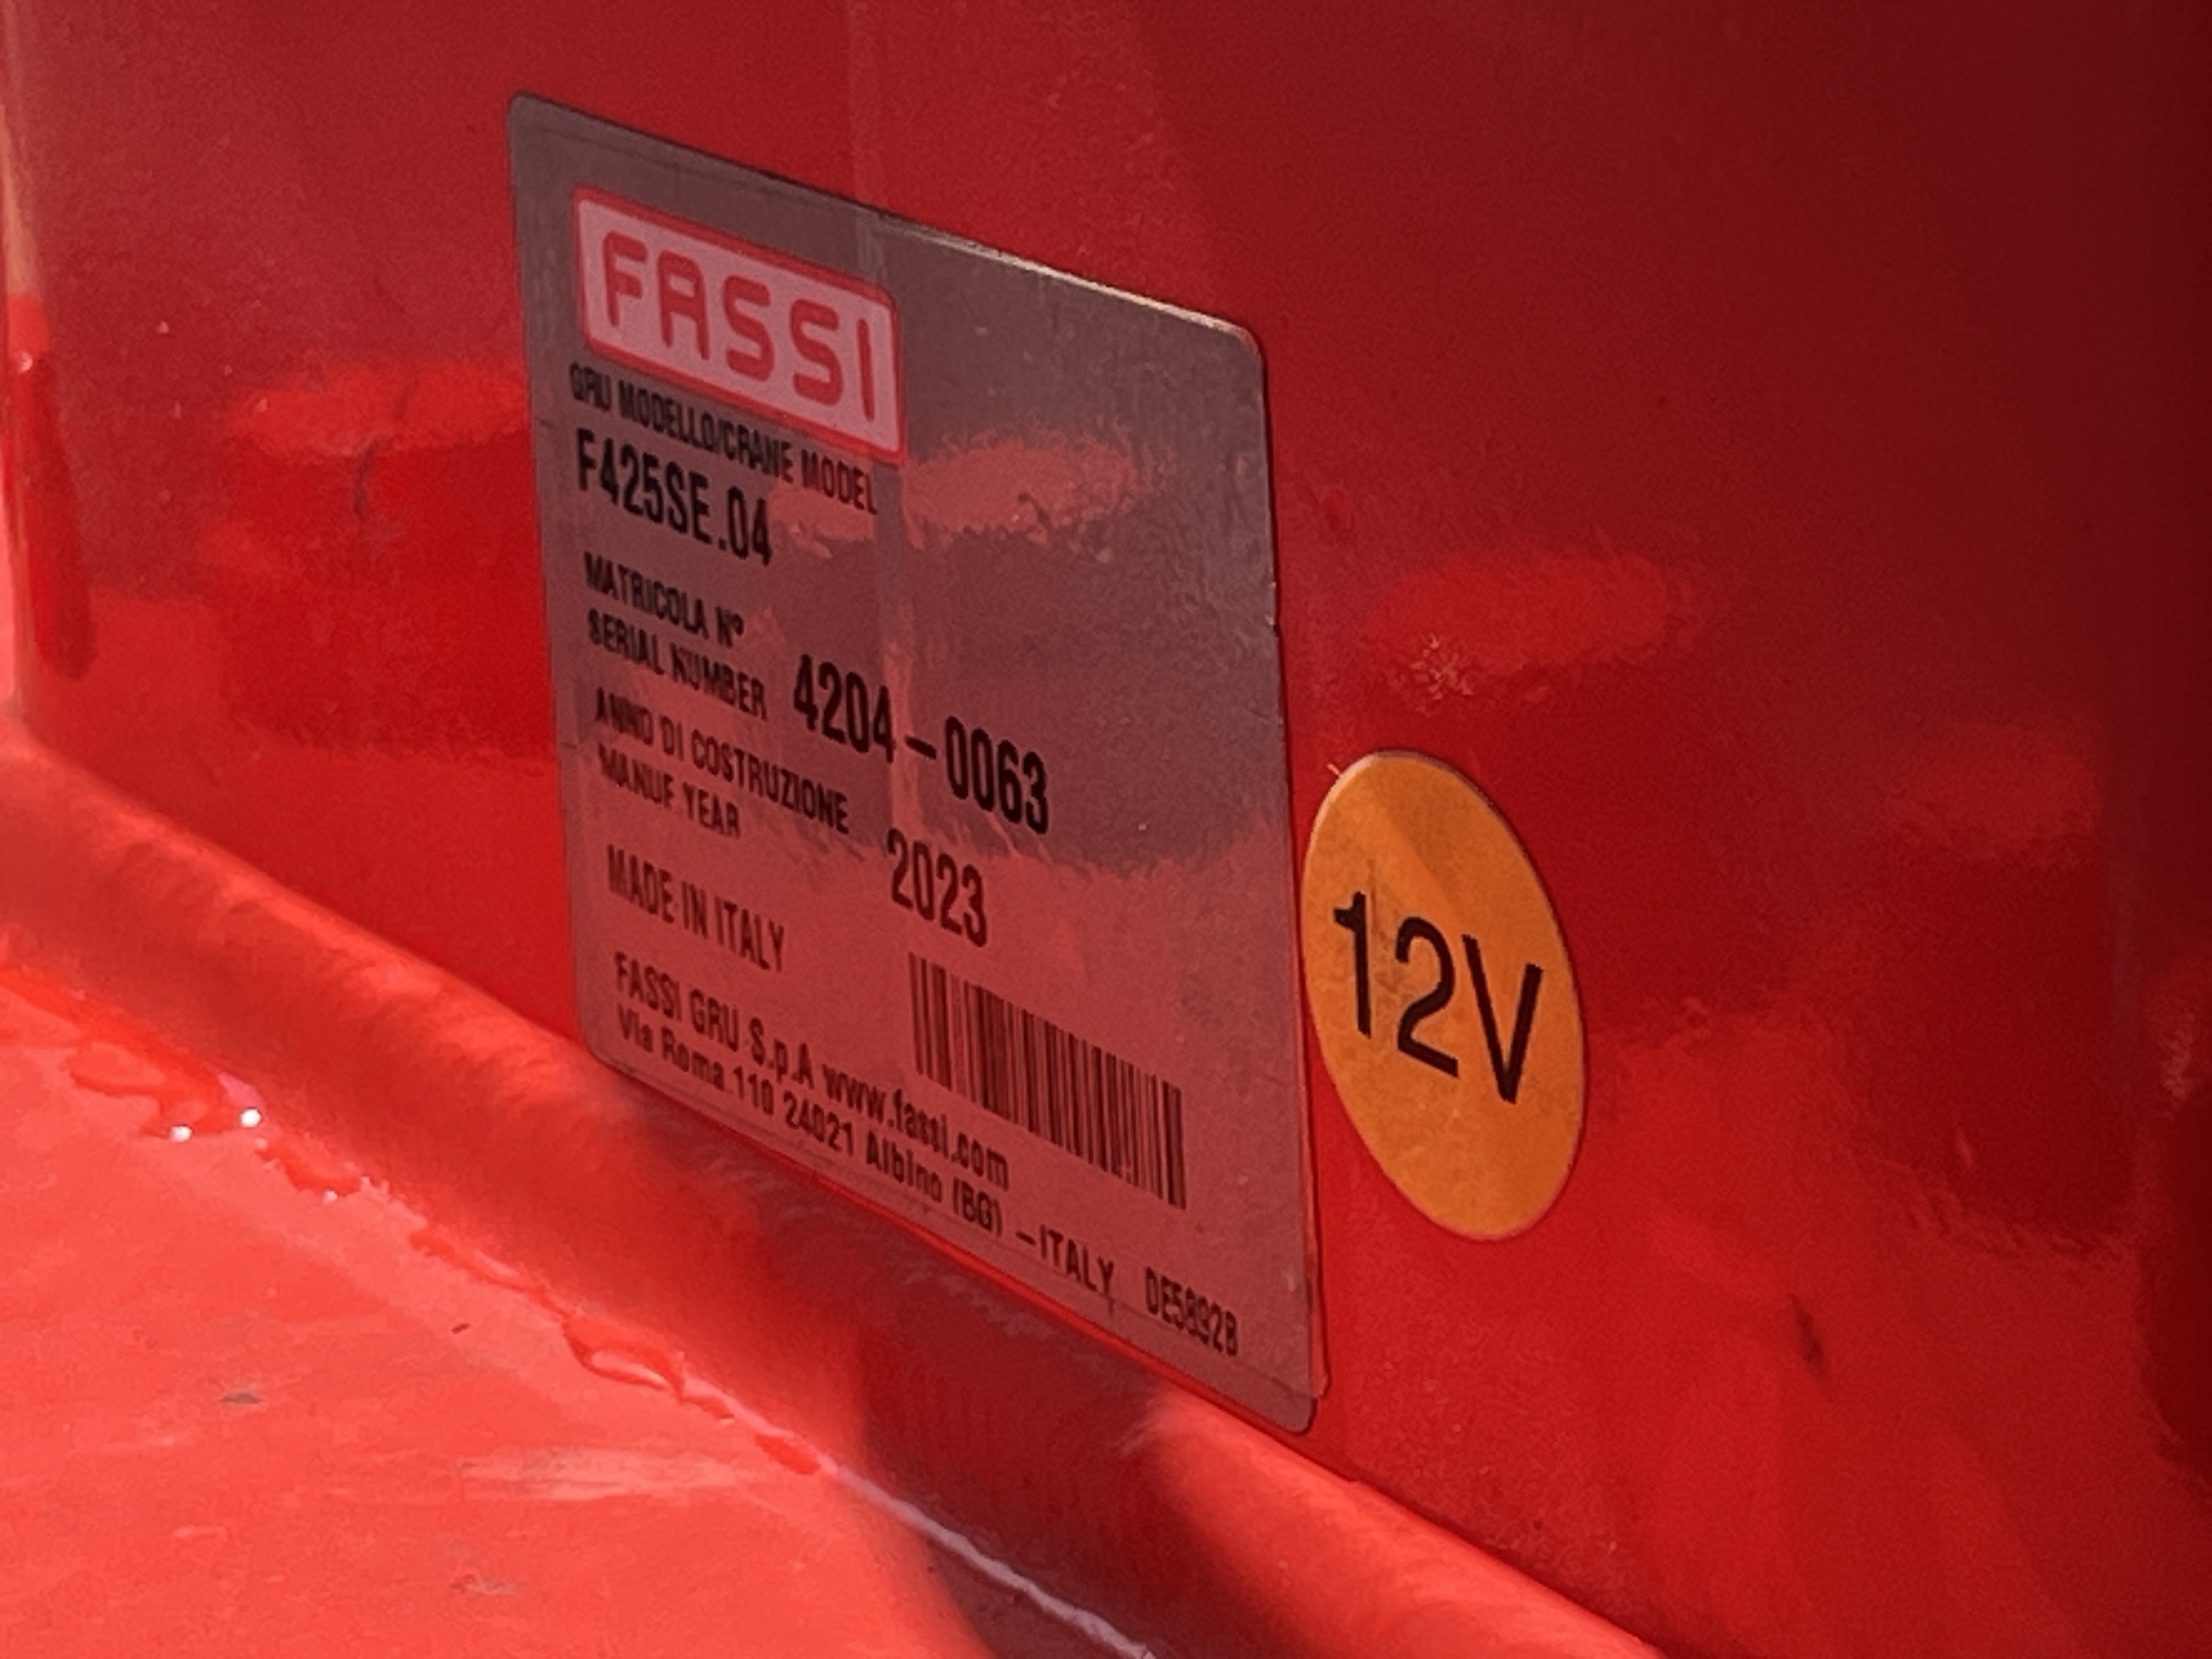 FASSI
GRU MODELLO/CRANE MODEL
F425SE.04
MATRICOLA Nº
SERIAL NUMBER 4204-0063
ANNO DI COSTRUZIONE
MANUF YEAR 2023
MADE IN ITALY
FASSI GRU S.p.A www.fassi.com
Via Roma 110 24021 Albino (BG) -ITALY DE5892B
12V